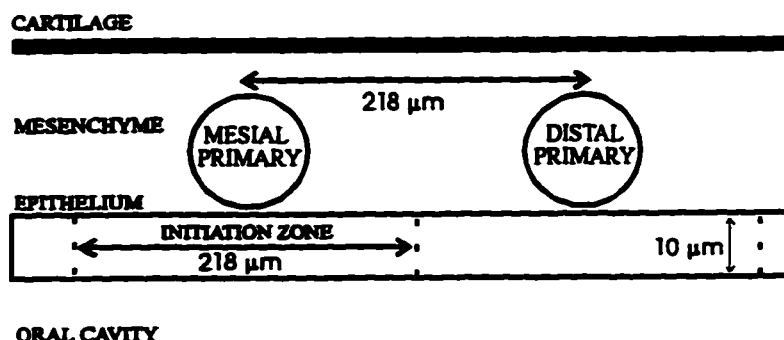 CARTILAGE
218 µm
MESENCHYME
MESIAL PRIMARY
DISTAL PRIMARY
EPITHELIUM
INITIATION ZONE
218 µm
10 µm
ORAL CAVITY